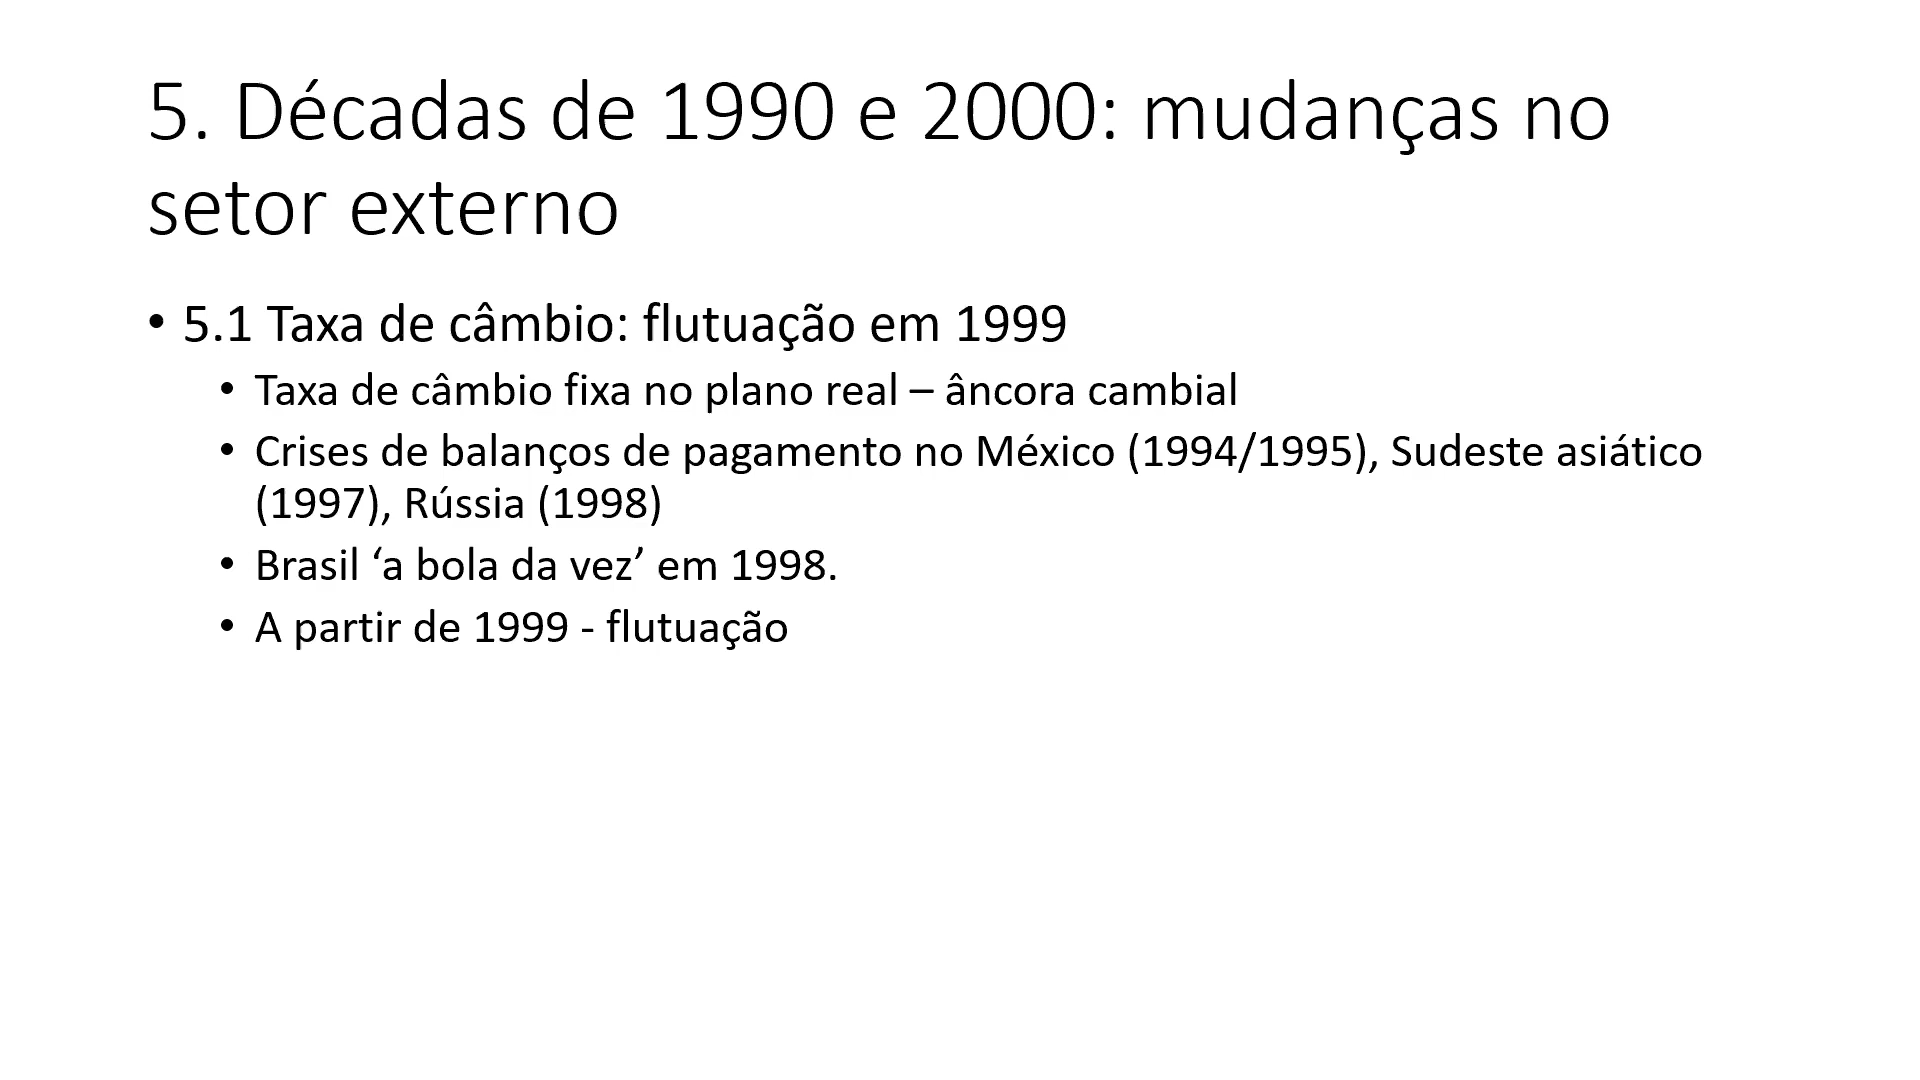 5. Décadas de 1990 e 2000: mudanças no
setor externo
• 5.1 Taxa de câmbio: flutuação em 1999
• Taxa de câmbio fixa no plano real – âncora cambial
• Crises de balanços de pagamento no México (1994/1995), Sudeste asiático
(1997), Rússia (1998)
• Brasil ‘a bola da vez’ em 1998.
• A partir de 1999 - flutuação